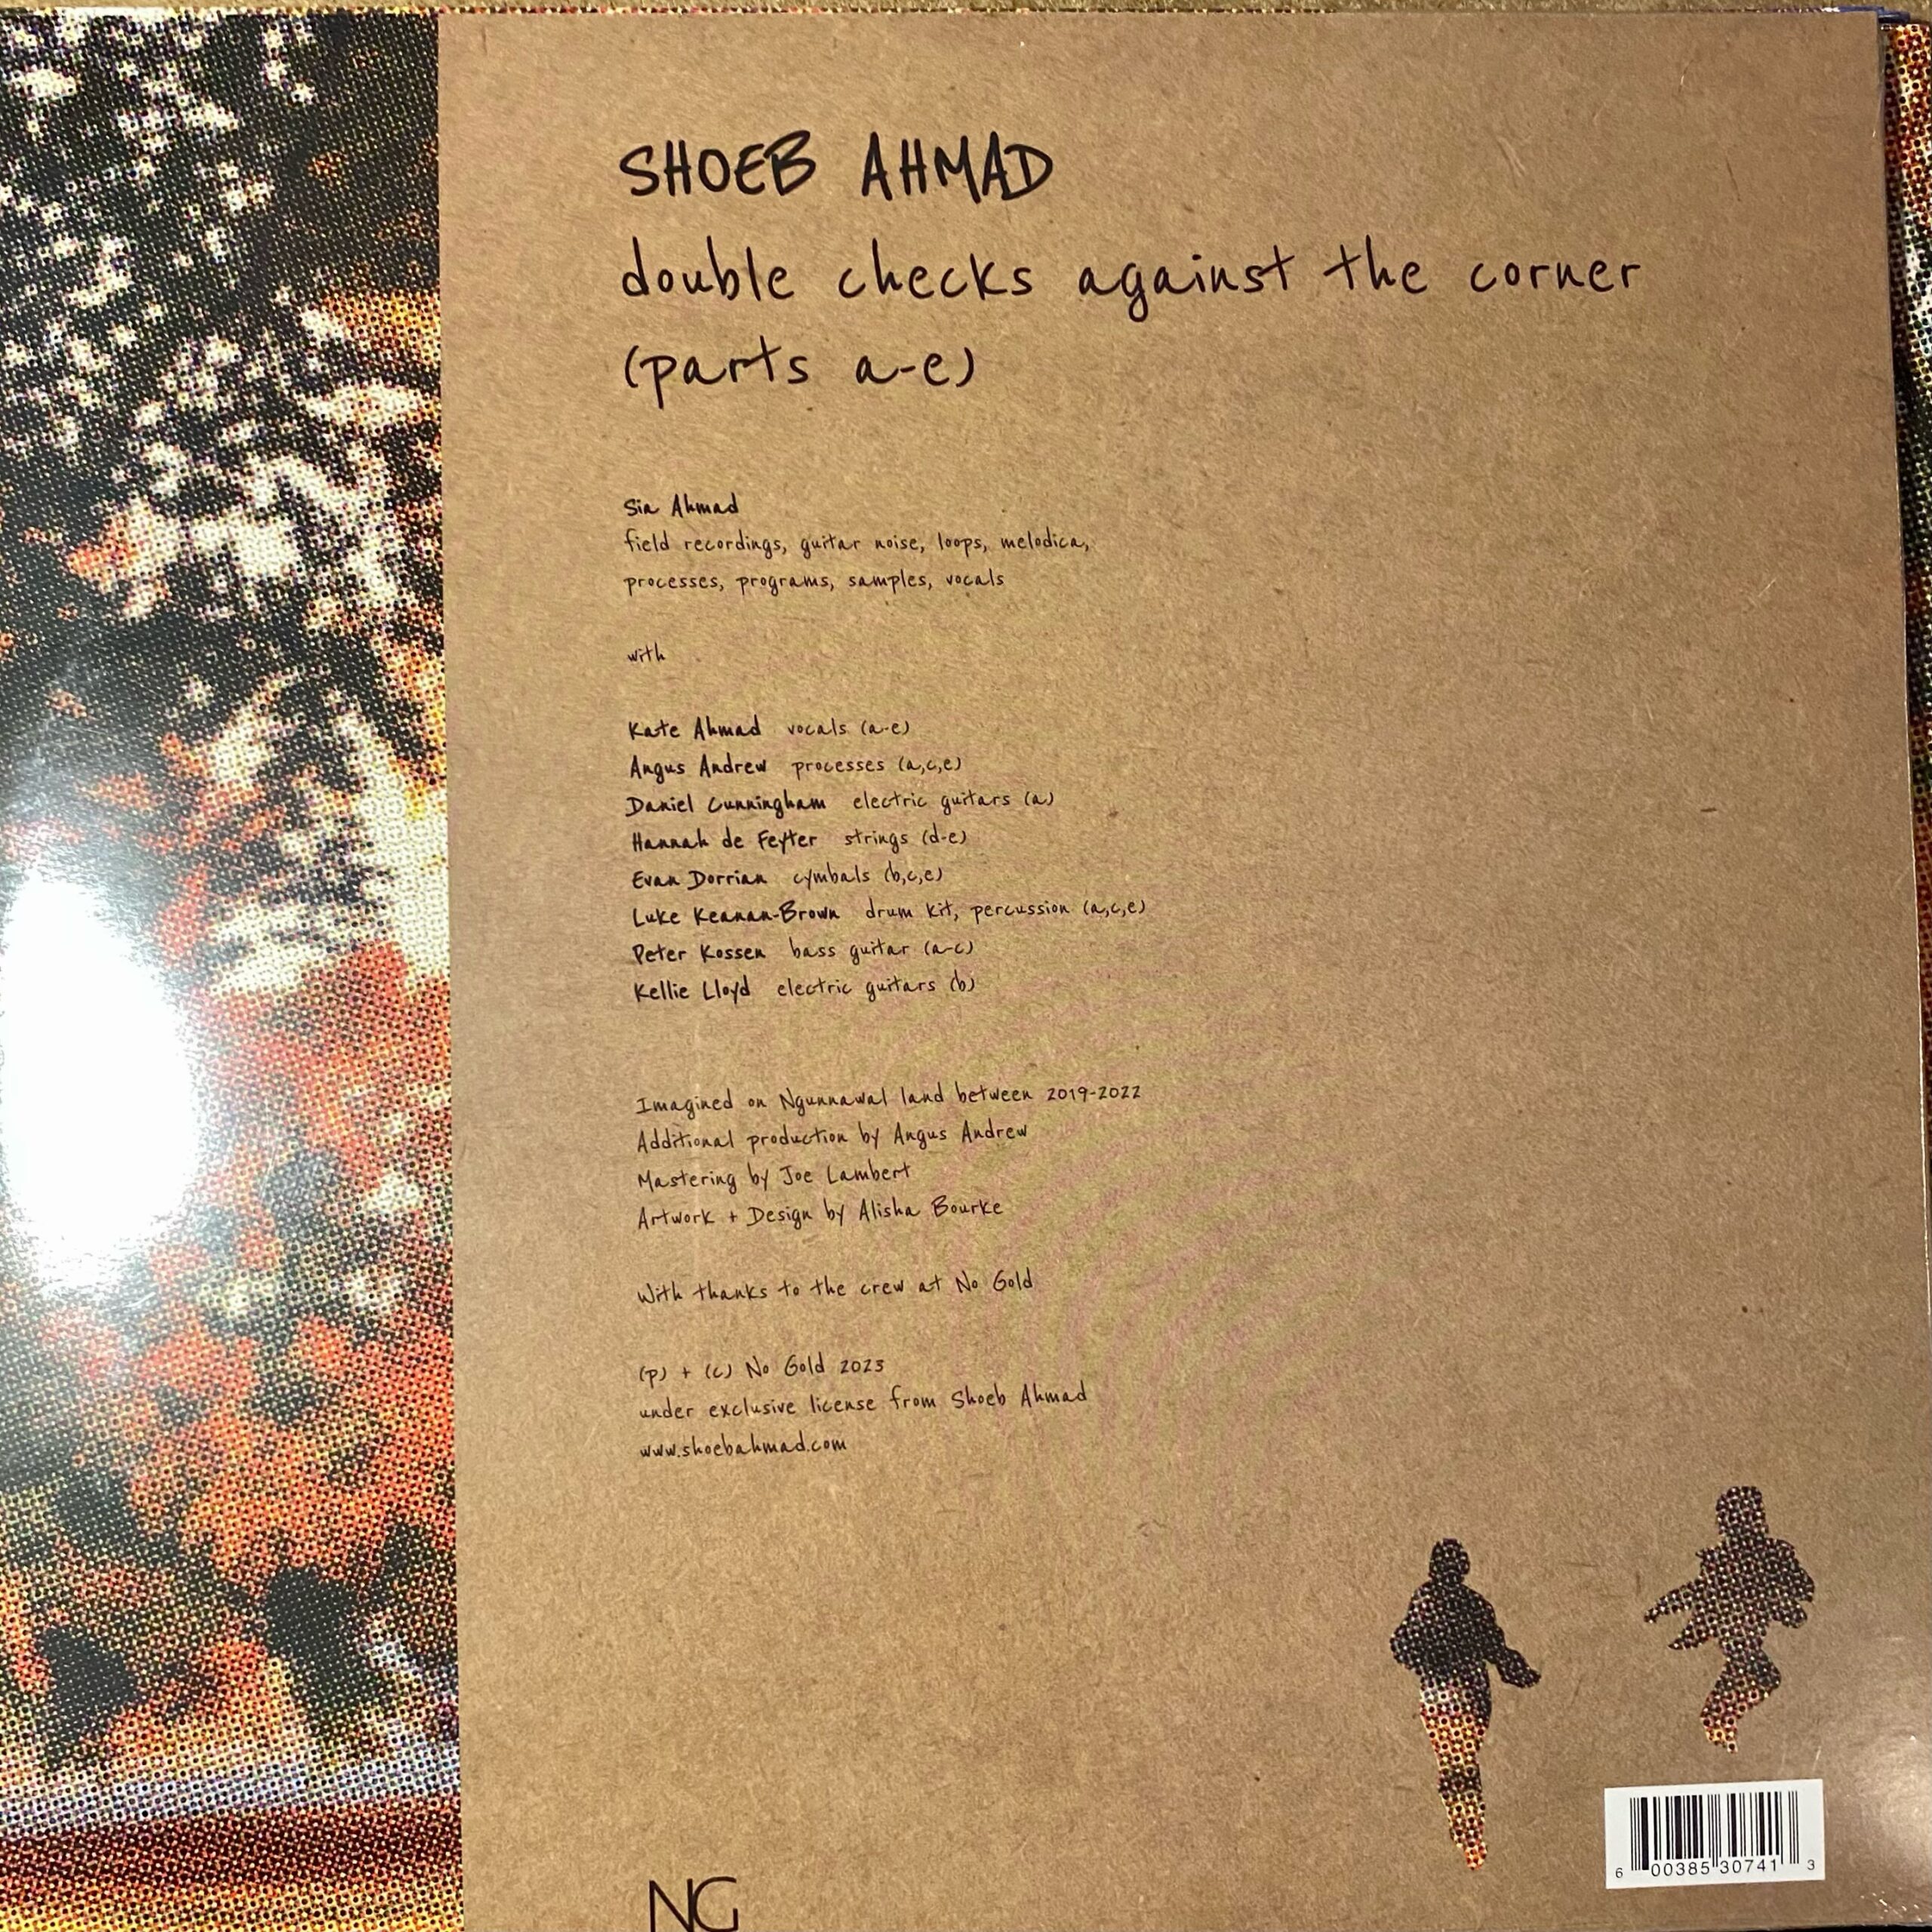 SHOEB AHMAD
double checks against the corner
(parts a-e)
Sia Ahmad
field recordings, guitar noise, loops, melodica,
processes, programs, samples, vocals
with
Kate Ahmad vocals (a-e)
Angus Andrew processes (a,c,e)
Daniel Cunningham electric guitars (a)
Hannah de Feyter strings (d-e)
Evan Dorrian cymbals (b,c,e)
Luke Keanan-Brown drum kit, percussion (a,c,e)
Peter Kossen bass guitar (a-c)
Kellie Lloyd electric guitars (b)
Imagined on Ngunnawal land between 2019-2022
Additional production by Angus Andrew
Mastering by Joe Lambert
Artwork + Design by Alisha Bourke
With thanks to the crew at No Gold
(p) + (c) No Gold 2023
under exclusive license from Shoeb Ahmad
www.shoebahmad.com
6 00385 30741 3
NG